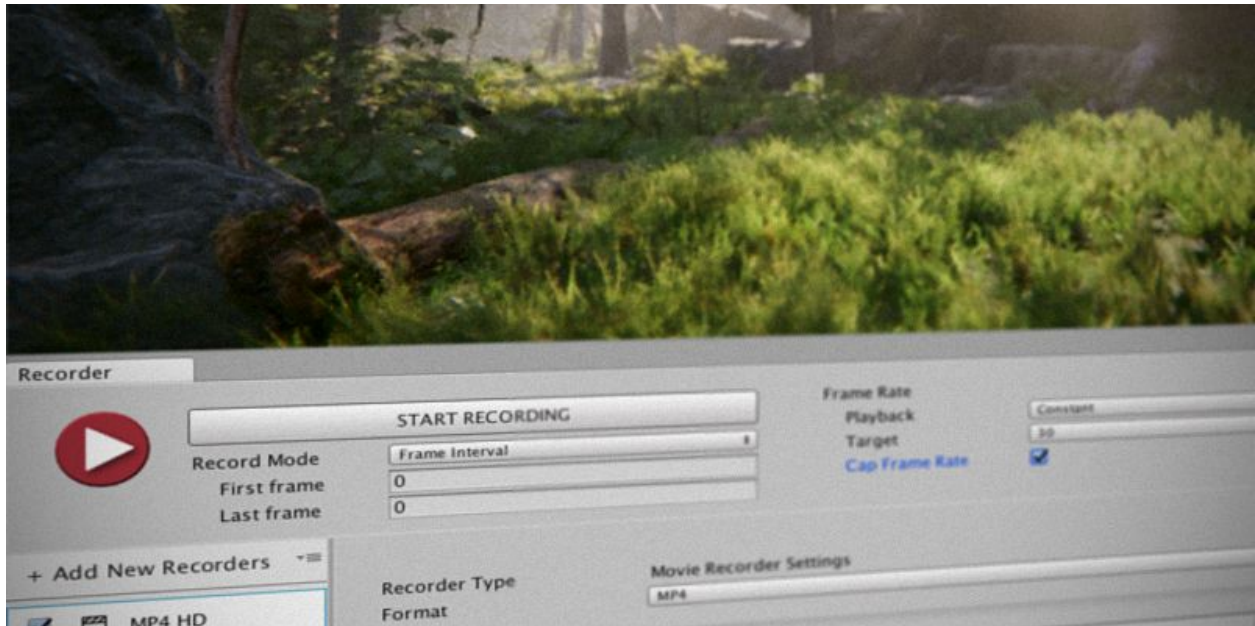 Recorder
START RECORDING
Record Mode
Frame Interval
First frame
0
Last frame
0
Frame Rate
Playback
Constant
Target
30
Cap Frame Rate
+ Add New Recorders
MP4 HD
Recorder Type
Movie Recorder Settings
Format
MP4